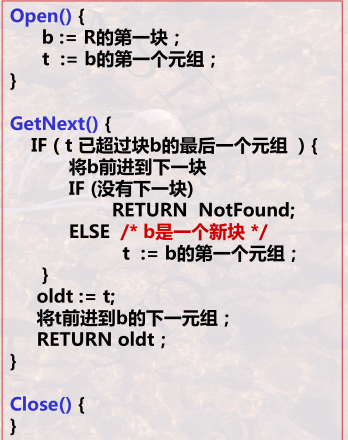 Open() {
b := R的第一块；
t := b的第一个元组；
}
GetNext() {
IF ( t 已超过块b的最后一个元组 ) {
将b前进到下一块
IF (没有下一块)
RETURN NotFound;
ELSE /* b是一个新块 */
t := b的第一个元组；
}
oldt := t;
将t前进到b的下一元组；
RETURN oldt；
}
Close() {
}